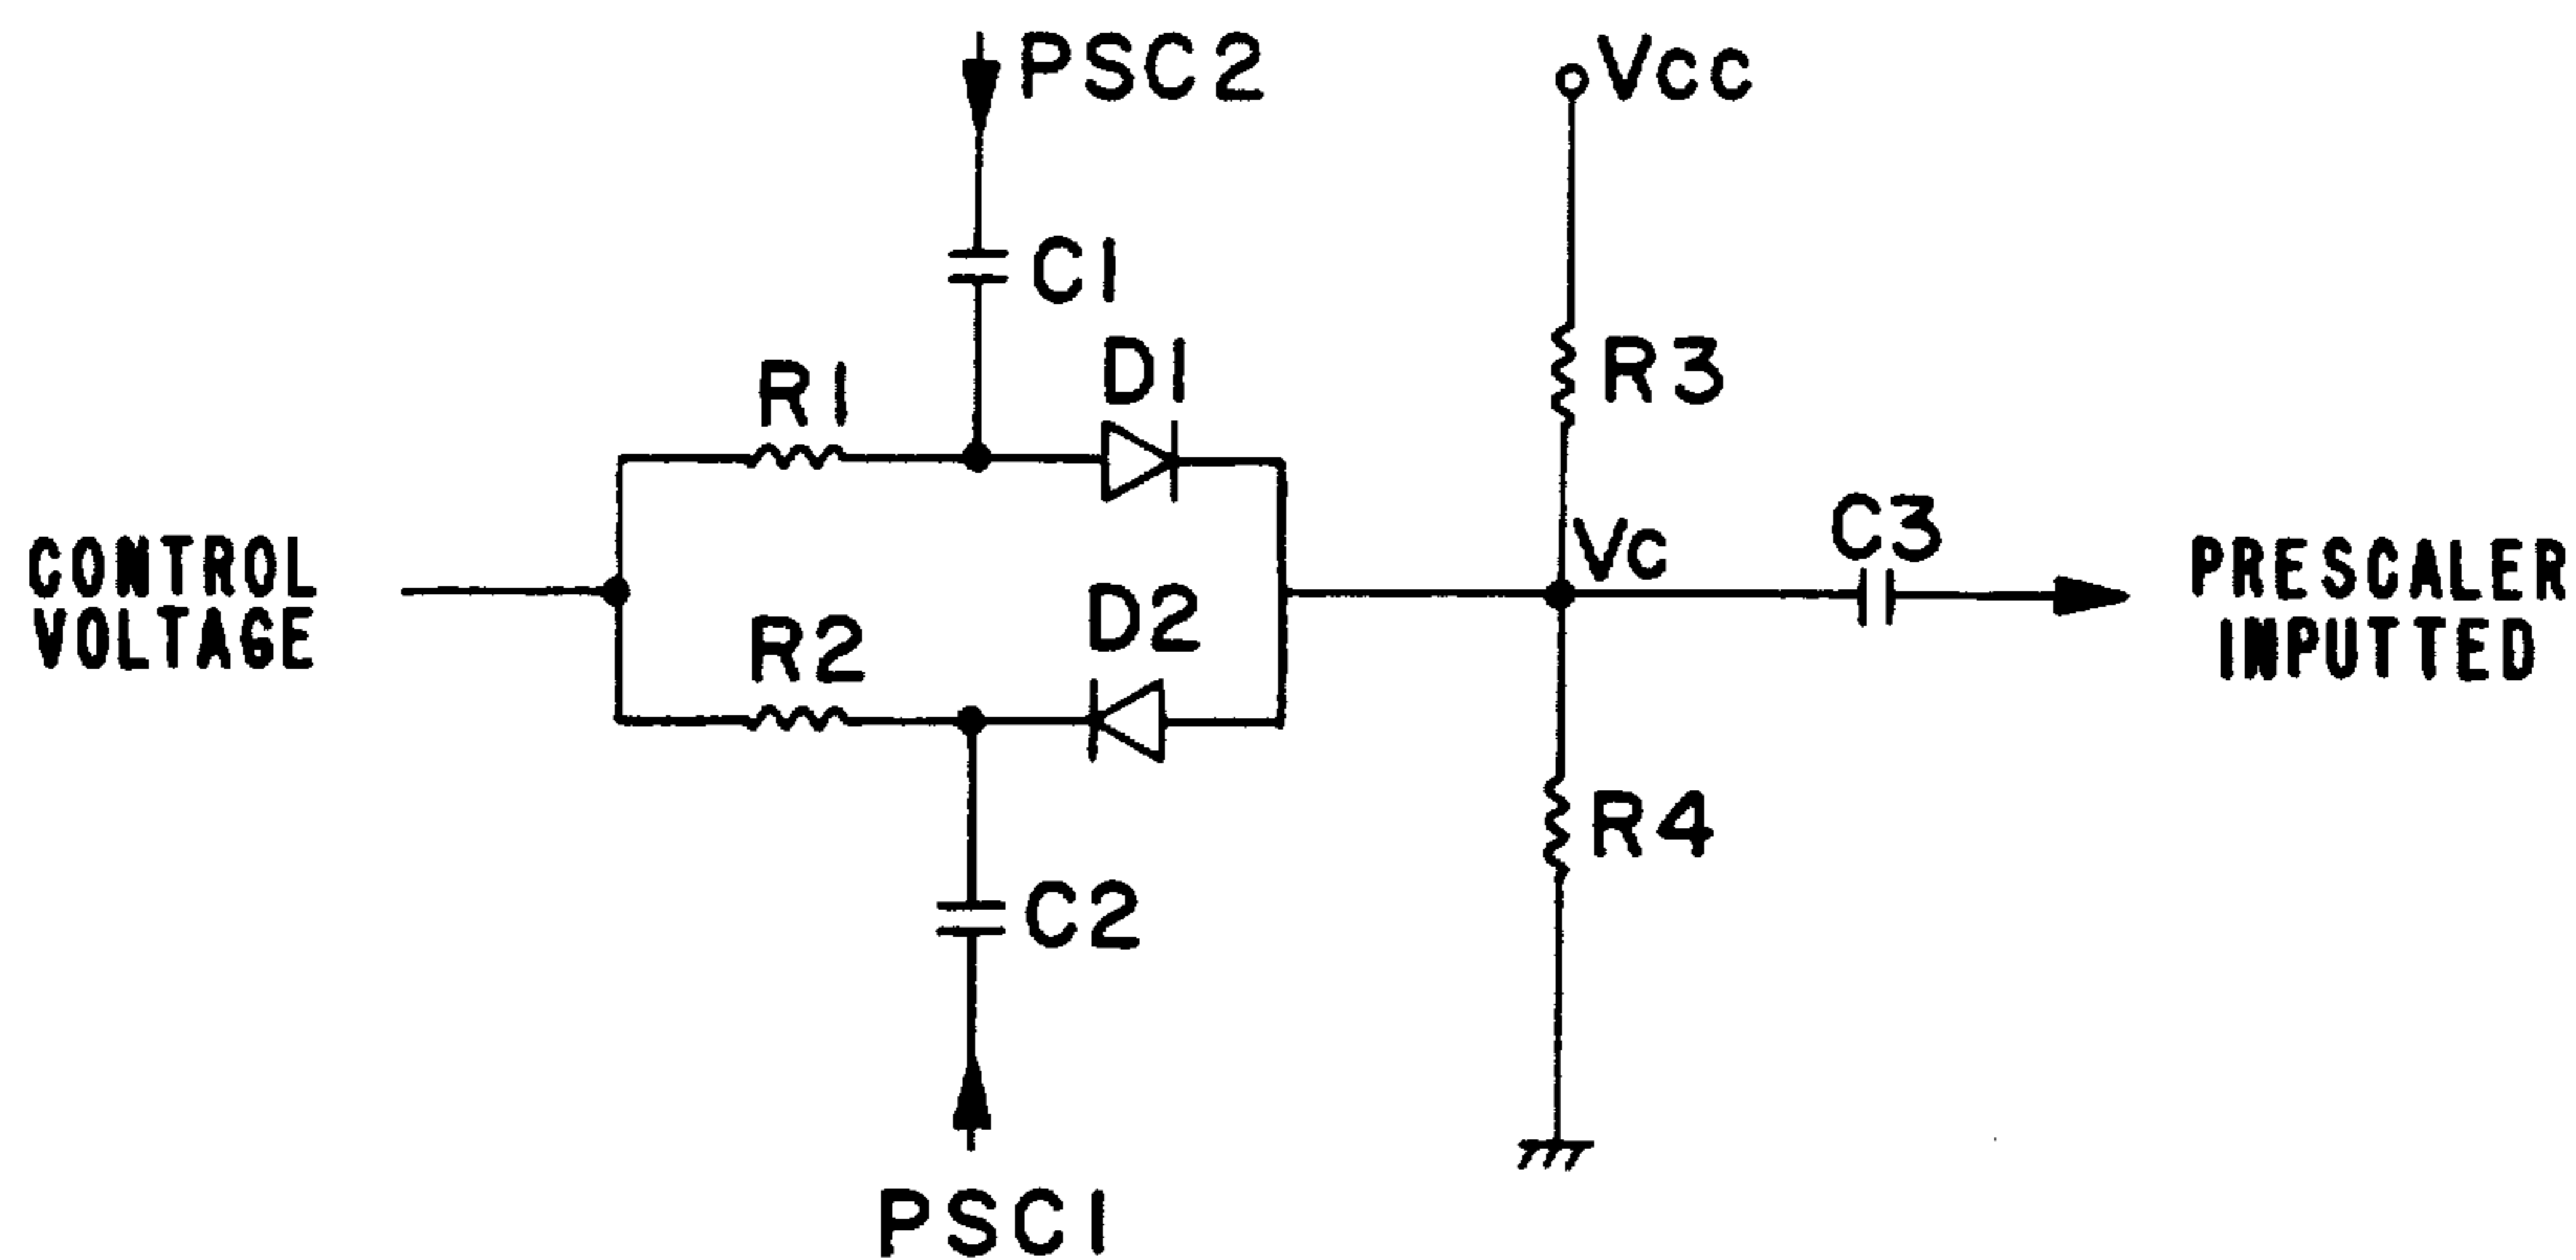 PSC2
Vcc
C1
D1
R1
R3
CONTROL
VOLTAGE
Vc
C3
PRESCALER
INPUTTED
D2
R2
R4
C2
PSC1